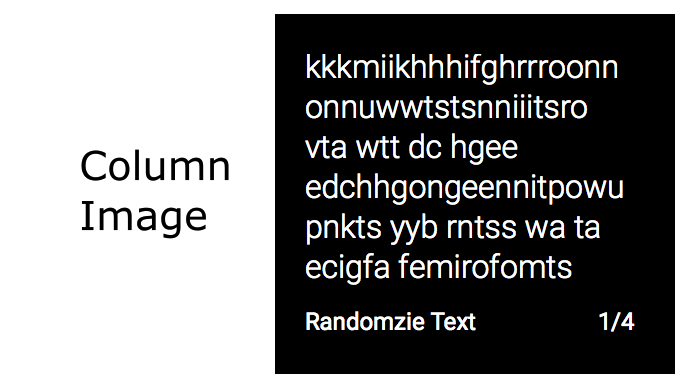 Column
Image
kkkmiikhhhifghrrroonn
onnuwwtstsnniiitsro
vta wtt dc hgee
edchhgongeennitpowu
pnkts yyb rntss wa ta
ecigfa femirofomts
Randomzie Text 1/4